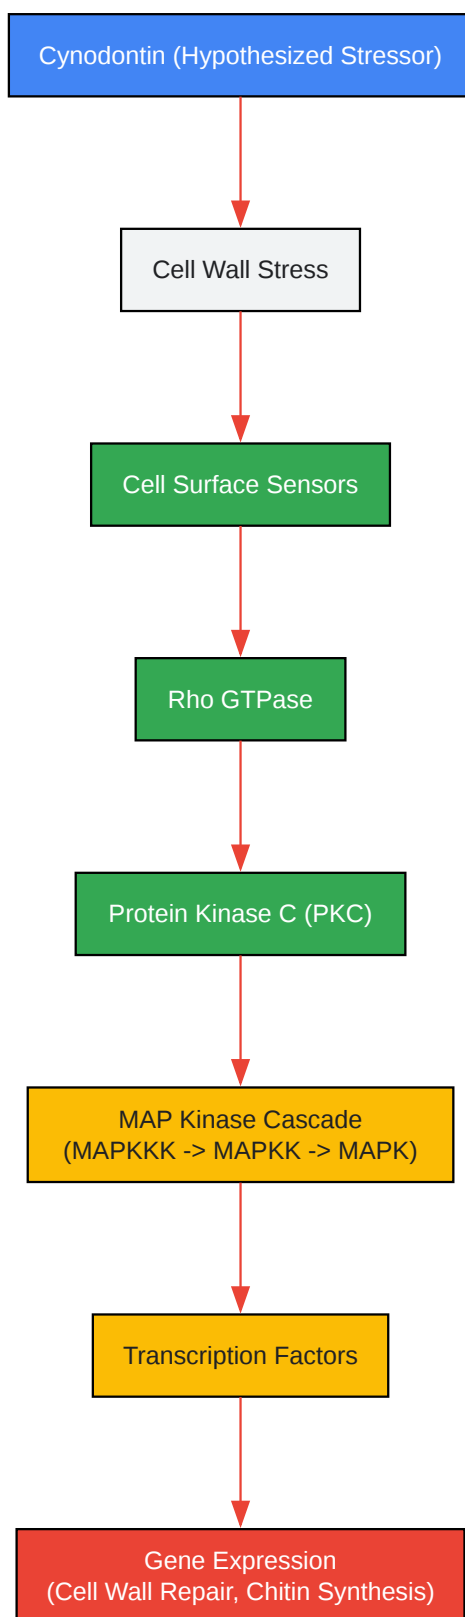 Cynodontin (Hypothesized Stressor)
Cell Wall Stress
Cell Surface Sensors
Rho GTPase
Protein Kinase C (PKC)
MAP Kinase Cascade
(MAPKKK -> MAPKK -> MAPK)
Transcription Factors
Gene Expression
(Cell Wall Repair, Chitin Synthesis)